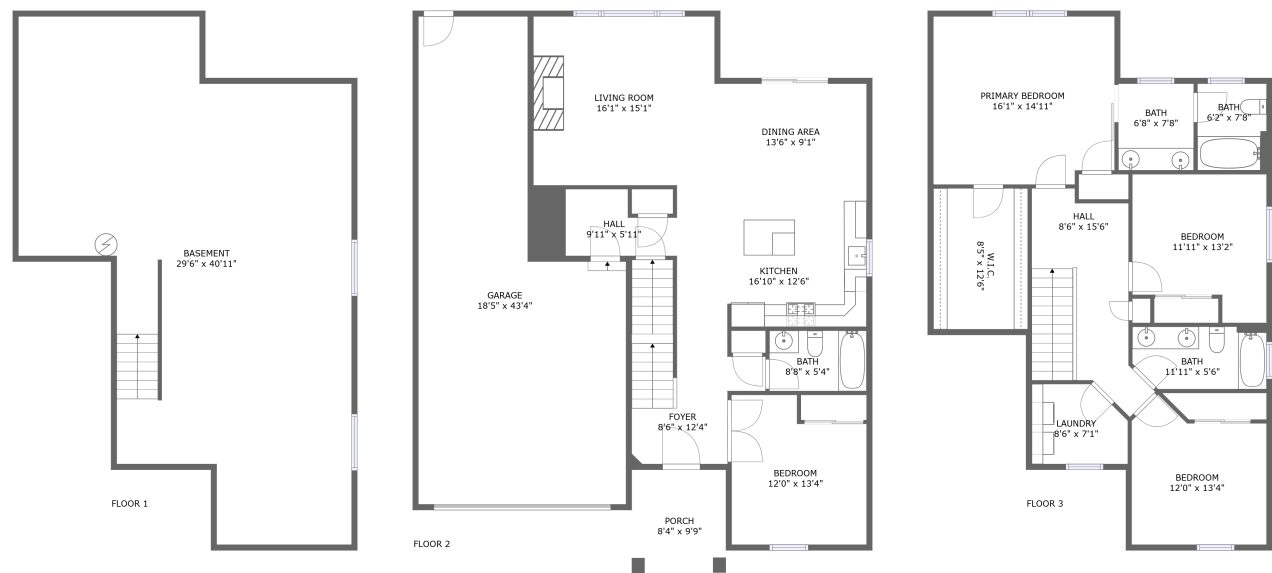 BASEMENT
29'6" x 40'11"
FLOOR 1
LIVING ROOM
16'1" x 15'1"
DINING AREA
13'6" x 9'1"
HALL
9'11" x 5'11"
KITCHEN
16'10" x 12'6"
GARAGE
18'5" x 43'4"
BATH
8'8" x 5'4"
FOYER
8'6" x 12'4"
BEDROOM
12'0" x 13'4"
PORCH
8'4" x 9'9"
FLOOR 2
PRIMARY BEDROOM
16'1" x 14'11"
BATH
6'8" x 7'8"
BATH
6'2" x 7'8"
HALL
8'6" x 15'6"
BEDROOM
11'11" x 13'2"
W.I.C.
8'5" x 12'6"
BATH
11'11" x 5'6"
LAUNDRY
8'6" x 7'1"
BEDROOM
12'0" x 13'4"
FLOOR 3